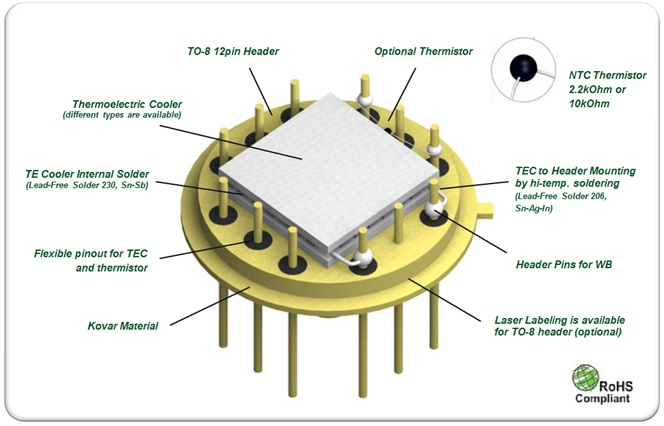 TO-8 12pin Header
Optional Thermistor
NTC Thermistor
2.2kOhm or
10kOhm
Thermoelectric Cooler
(different types are available)
TE Cooler Internal Solder
(Lead-Free Solder 230, Sn-Sb)
TEC to Header Mounting
by hi-temp. soldering
(Lead-Free Solder 206,
Sn-Ag-In)
Flexible pinout for TEC
and thermistor
Header Pins for WB
Kovar Material
Laser Labeling is available
for TO-8 header (optional)
RoHS
Compliant